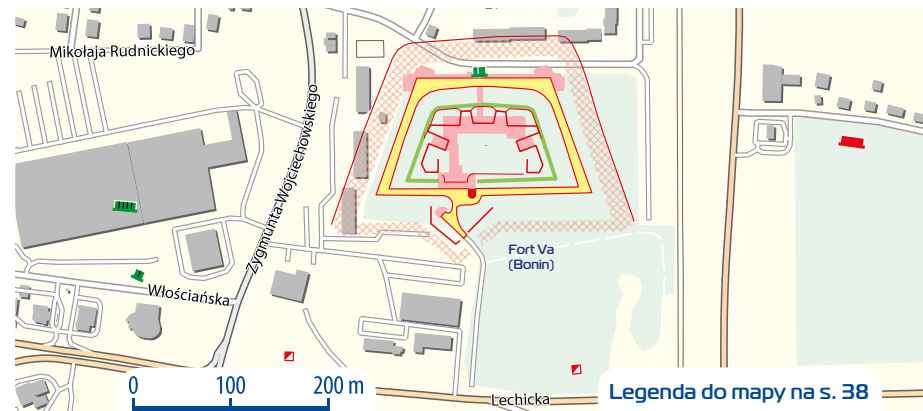 Mikołaja Rudnickiego
Zygmunta-Wojciechowskiego
Fort Va
(Bonin)
Włościańska
0 100 200 m
Lechicka
Legenda do mapy na s. 38